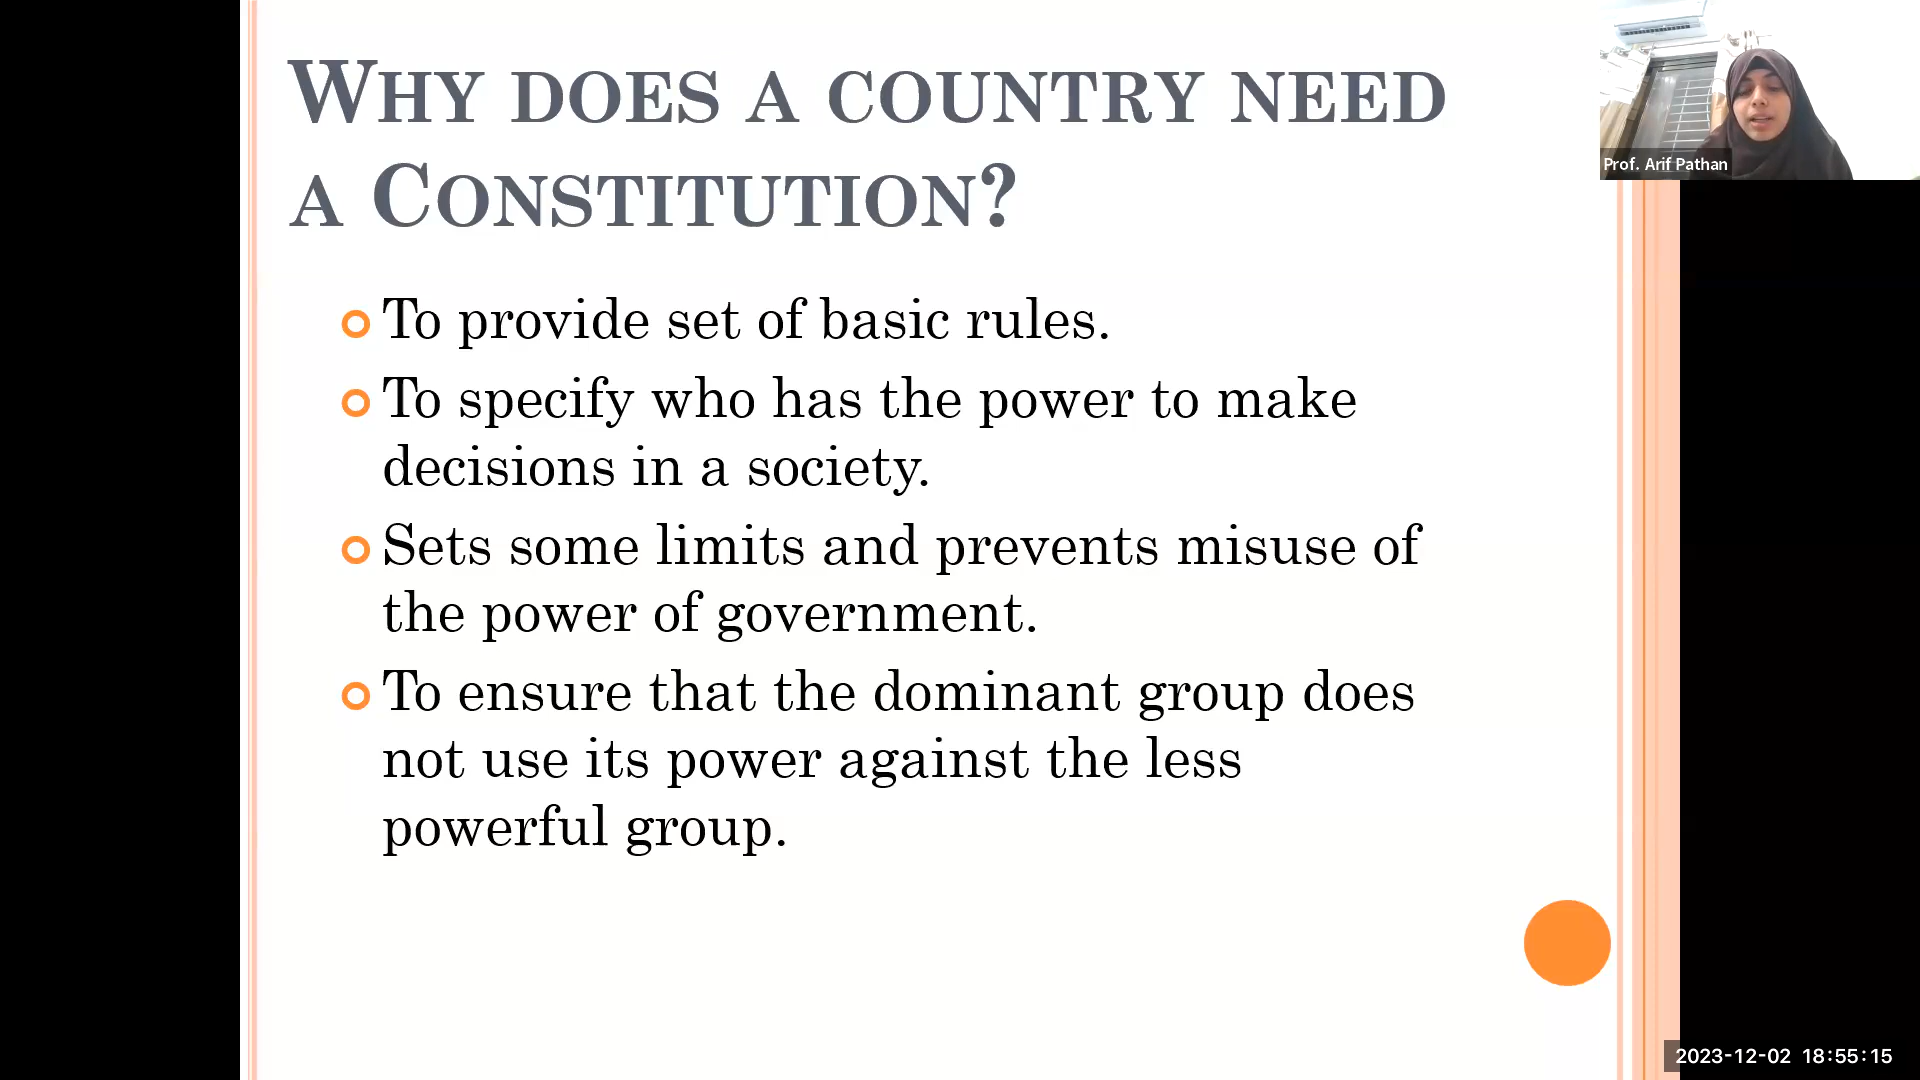 WHY DOES A COUNTRY NEED
A CONSTITUTION?
To provide set of basic rules.
To specify who has the power to make
decisions in a society.
Sets some limits and prevents misuse of
the power of government.
To ensure that the dominant group does
not use its power against the less
powerful group.
Prof. Arif Pathan
2023-12-02 18:55:15